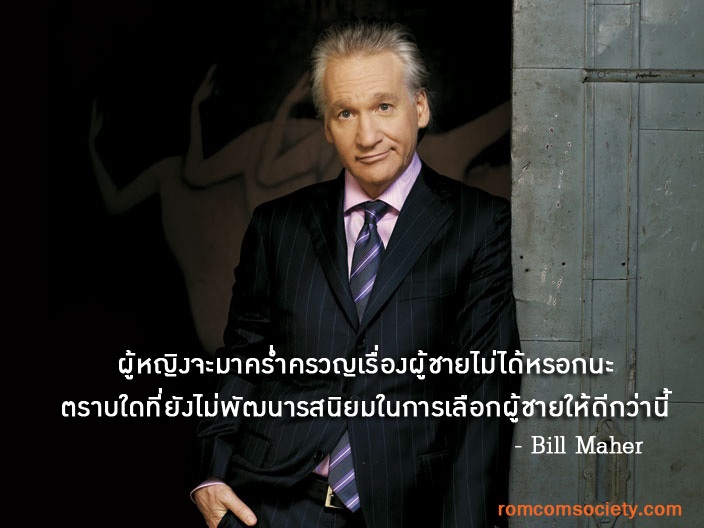 ผู้หญิงจะมาคร่ำครวญเรื่องผู้ชายไม่ได้หรอกนะ
ตราบใดที่ยังไม่พัฒนารสนิยมในการเลือกผู้ชายให้ดีกว่านี้
- Bill Maher
romcomsociety.com